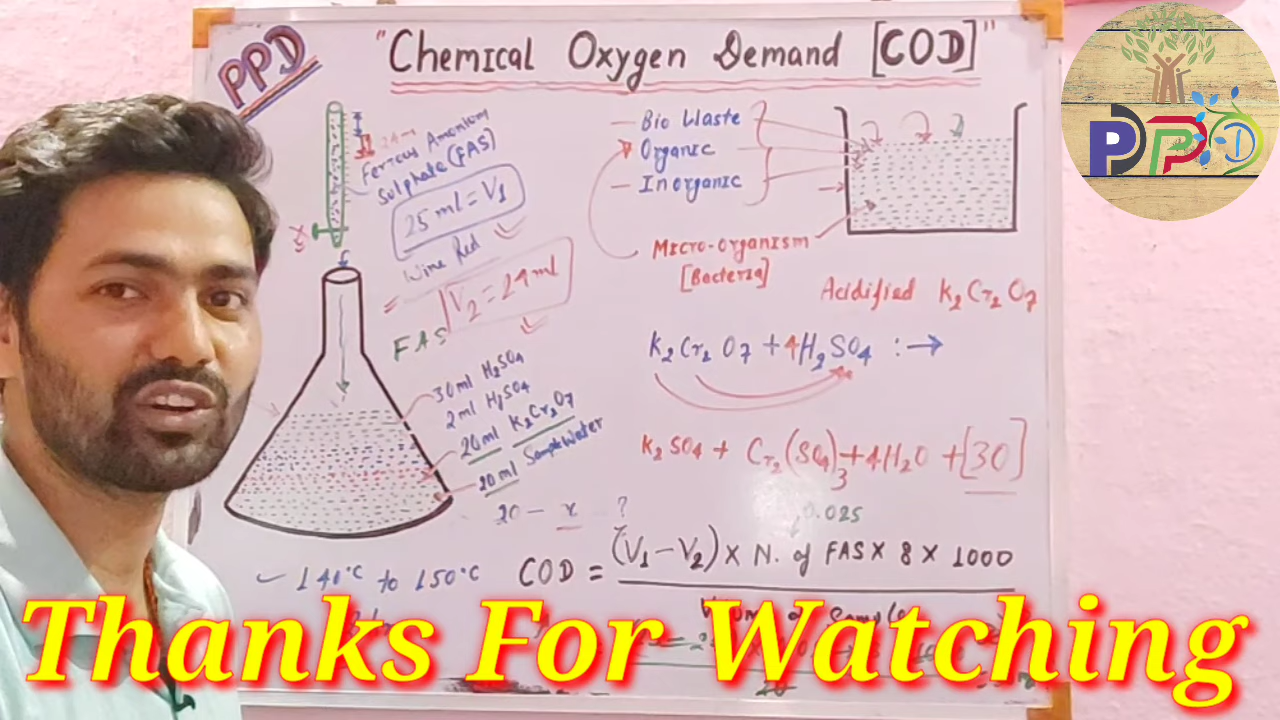 PPD
"Chemical Oxygen Demand [COD]"
PPD
Ferrous Amonium
Sulphate (FAS)
25 ml = V₁
Wine Red
= V₂ = 24 ml
FAS
30 ml H₂SO₄
2 ml H₂SO₄
20 ml K₂Cr₂O₇
20 ml Sample Water
20 - x ?
140°C to 150°C
- Bio Waste
Organic
- Inorganic
Micro-organism
[Bacteria]
Acidified K₂Cr₂O₇
K₂Cr₂O₇ + 4H₂SO₄ :→
K₂SO₄ + Cr₂(SO₄)₃ + 4H₂O + [3O]
0.025
COD = (V₁ - V₂) X N. of FAS X 8 X 1000
Thanks For Watching